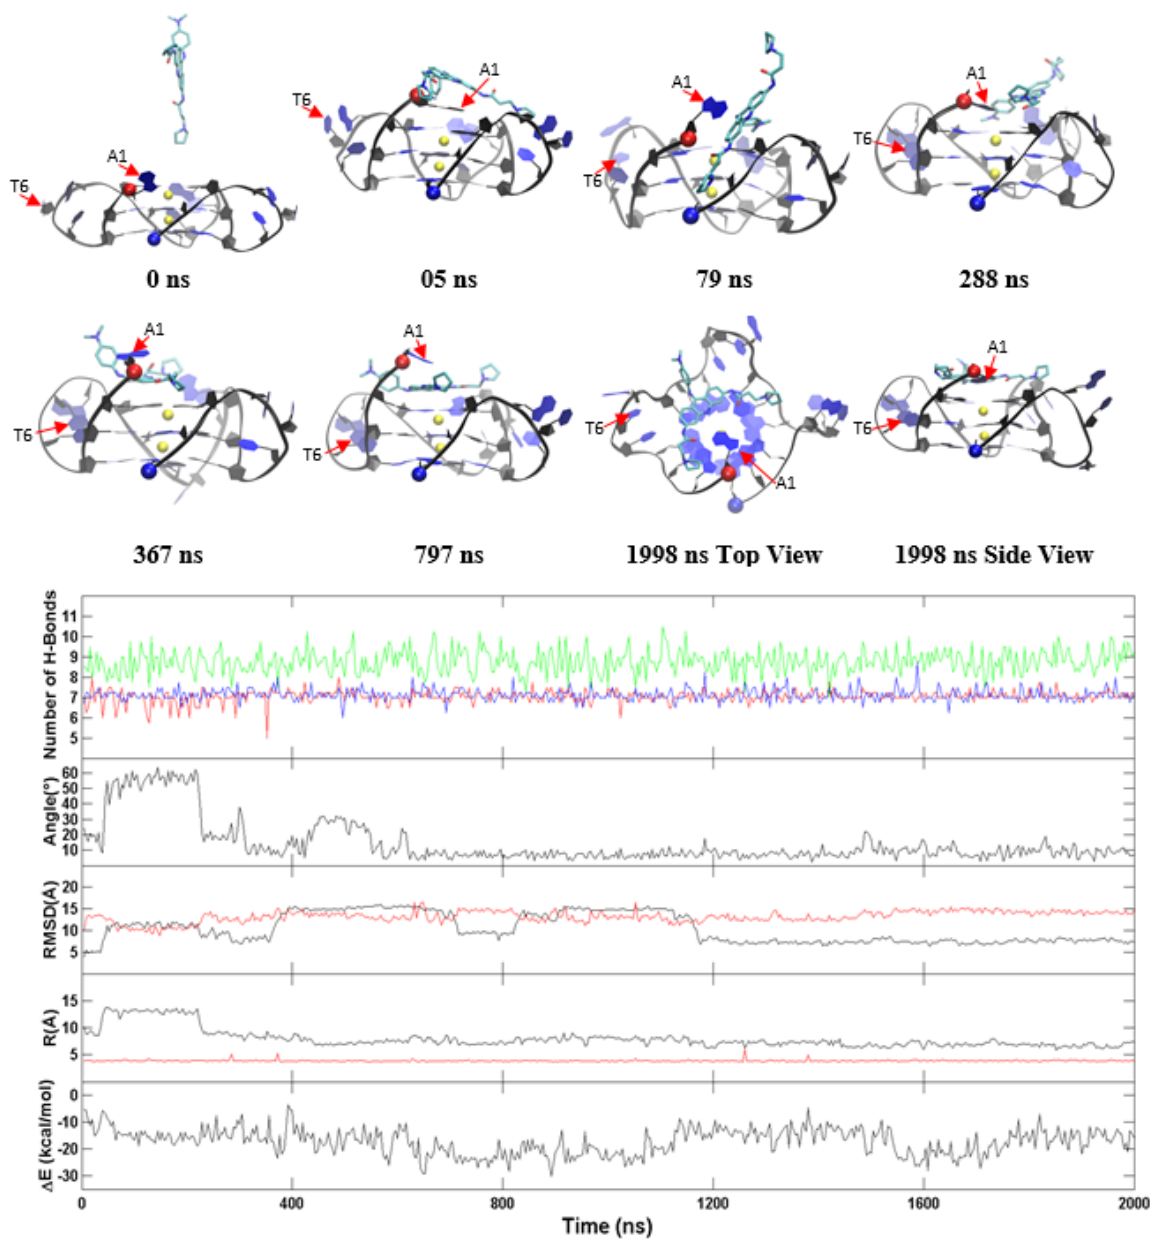 A1
T6
0 ns
T6
A1
05 ns
A1
T6
79 ns
A1
T6
288 ns
A1
T6
367 ns
A1
T6
797 ns
T6
A1
1998 ns Top View
A1
T6
1998 ns Side View
Number of H-Bonds
11
10
9
8
7
6
5
Angle(°)
60
50
40
30
20
10
RMSD(A)
20
15
10
5
R(A)
15
10
5
ΔE (kcal/mol)
0
-10
-20
-30
0 400 800 1200 1600 2000
Time (ns)